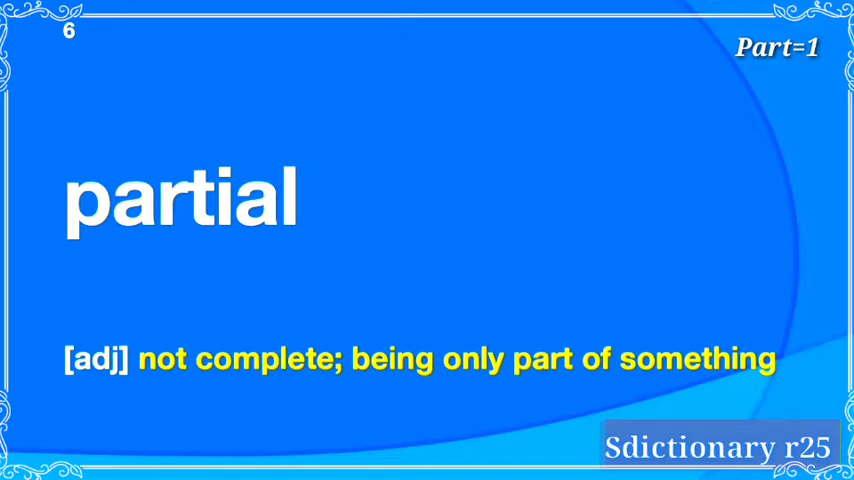 6
Part=1
partial
[adj] not complete; being only part of something
Sdictionary r25